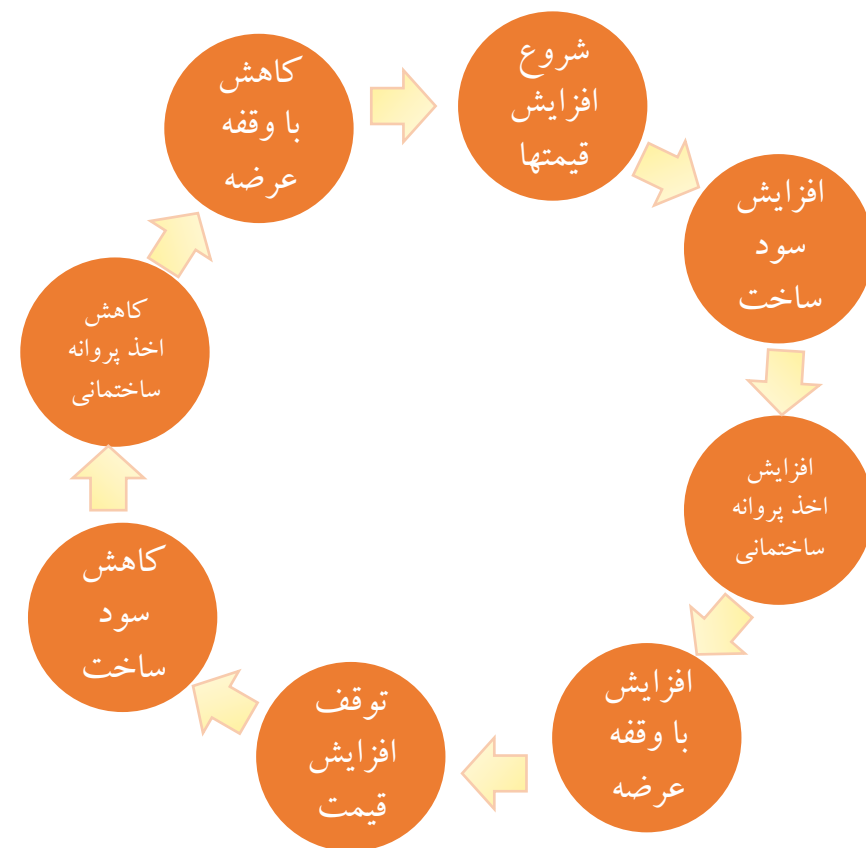 شروع
افزایش
قیمتها
افزایش
سود
ساخت
افزایش
اخذ پروانه
ساختمانی
افزایش
با وقفه
عرضه
توقف
افزایش
قیمت
کاهش
سود
ساخت
کاهش
اخذ پروانه
ساختمانی
کاهش
با وقفه
عرضه